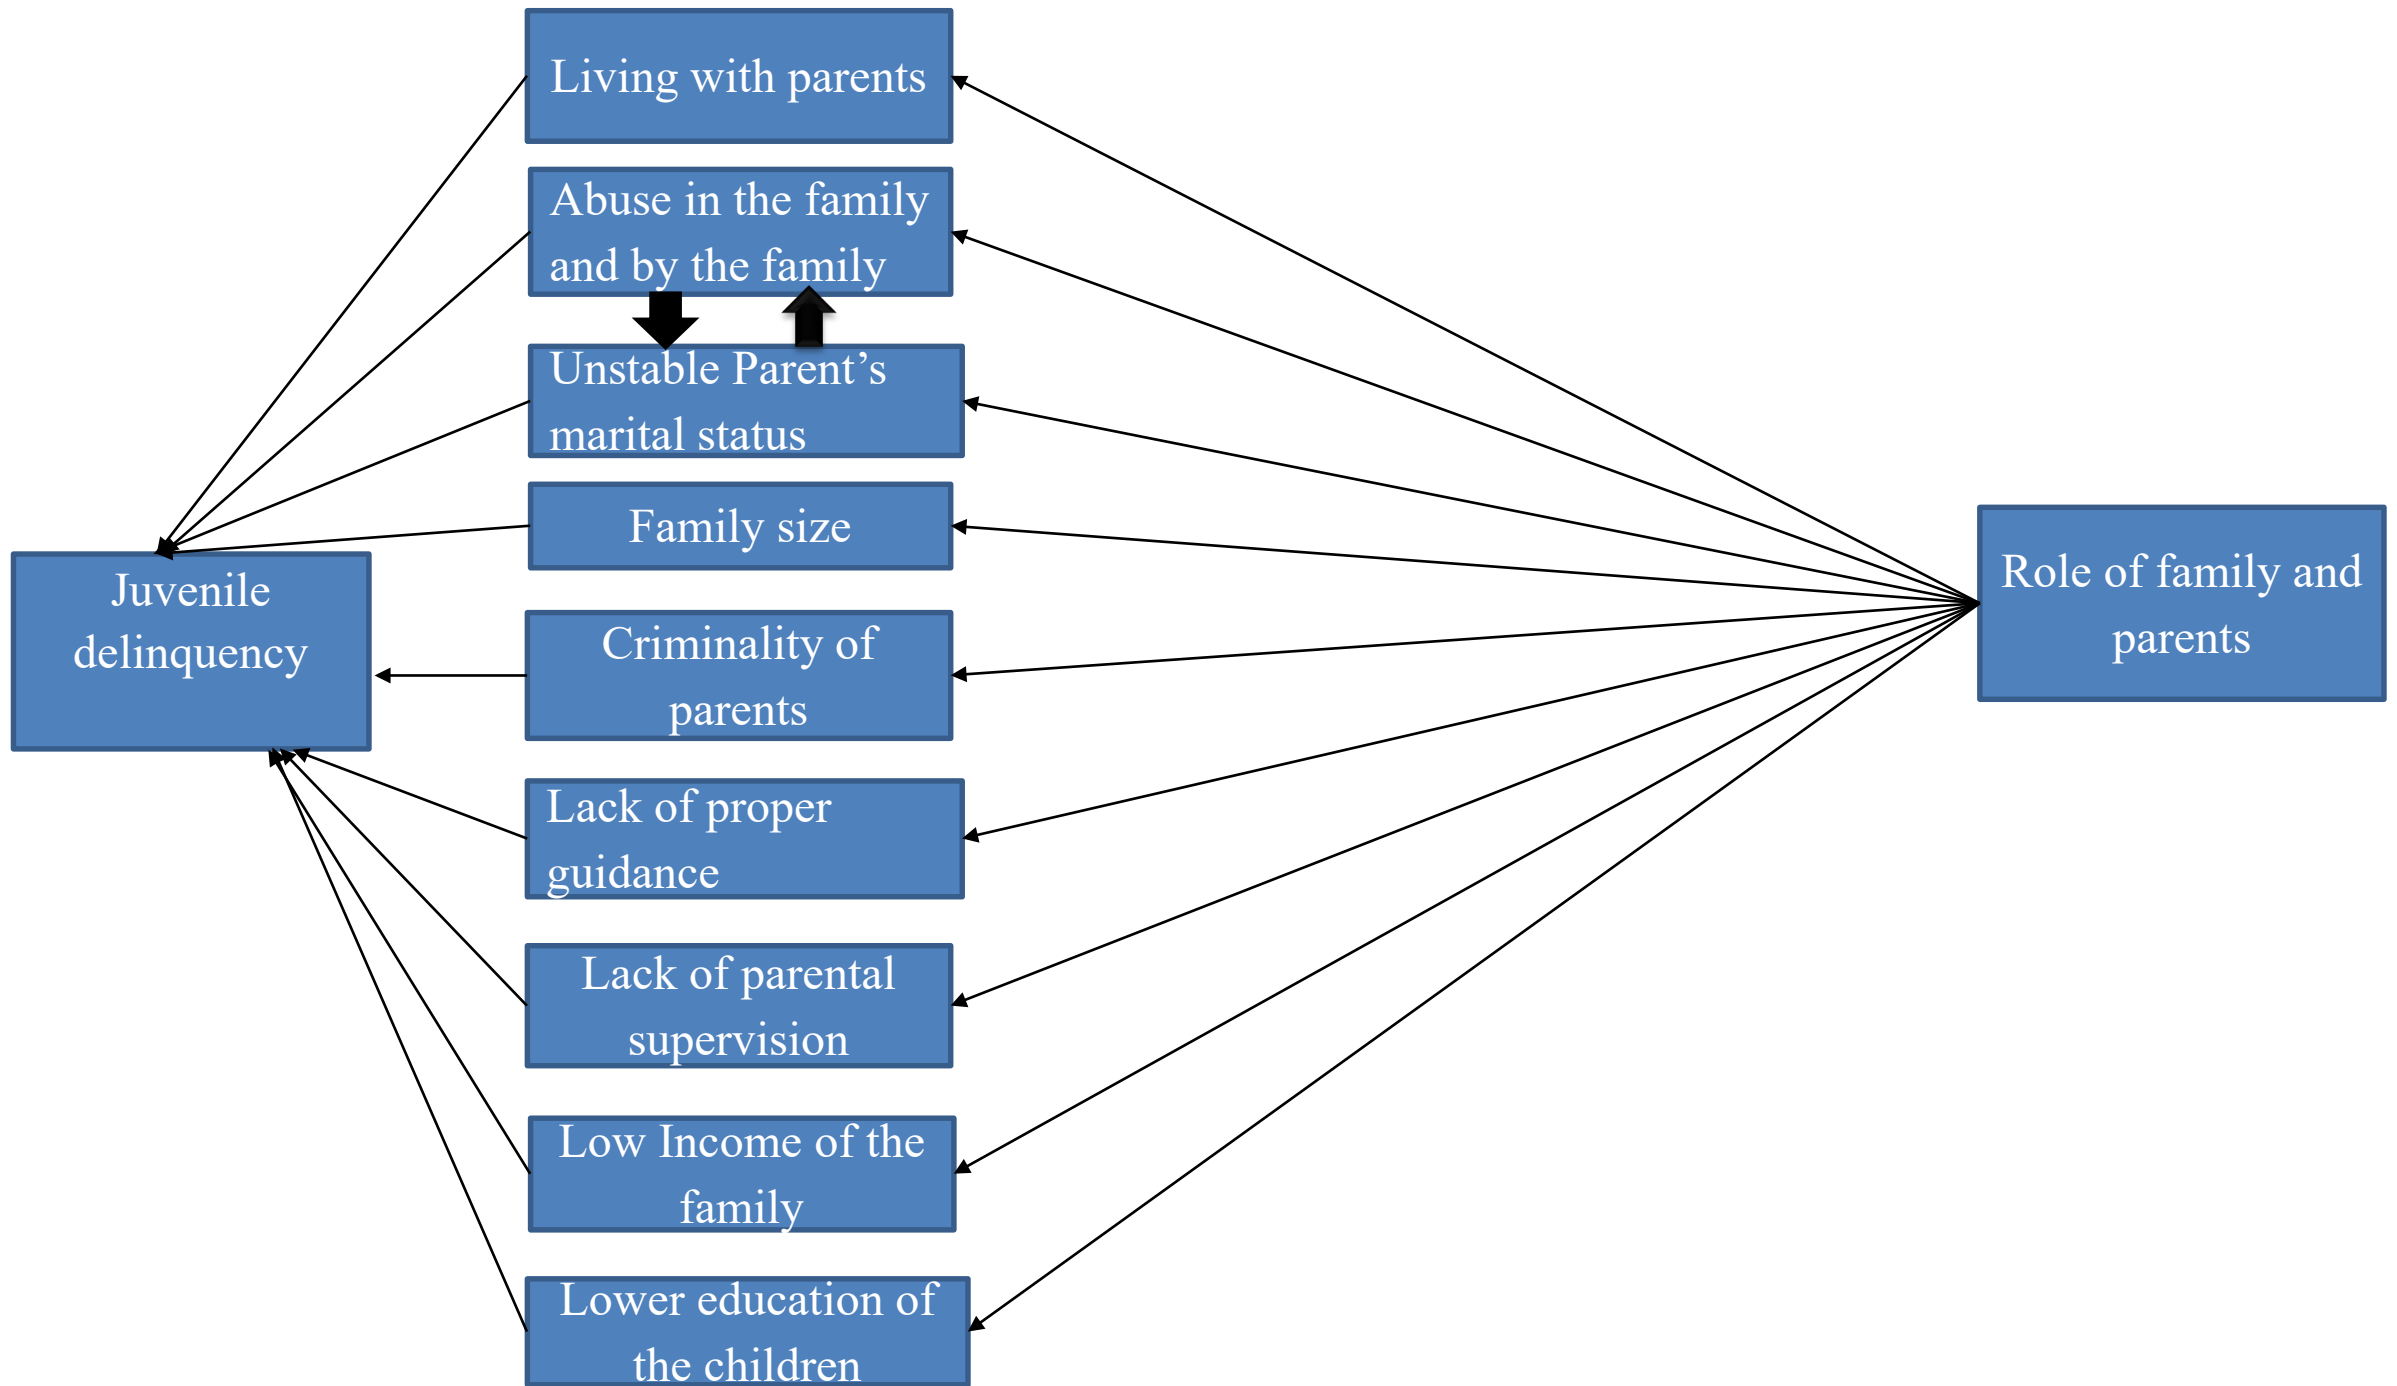 Living with parents
Abuse in the family
and by the family
Unstable Parent’s
marital status
Family size
Juvenile
delinquency
Role of family and
parents
Criminality of
parents
Lack of proper
guidance
Lack of parental
supervision
Low Income of the
family
Lower education of
the children